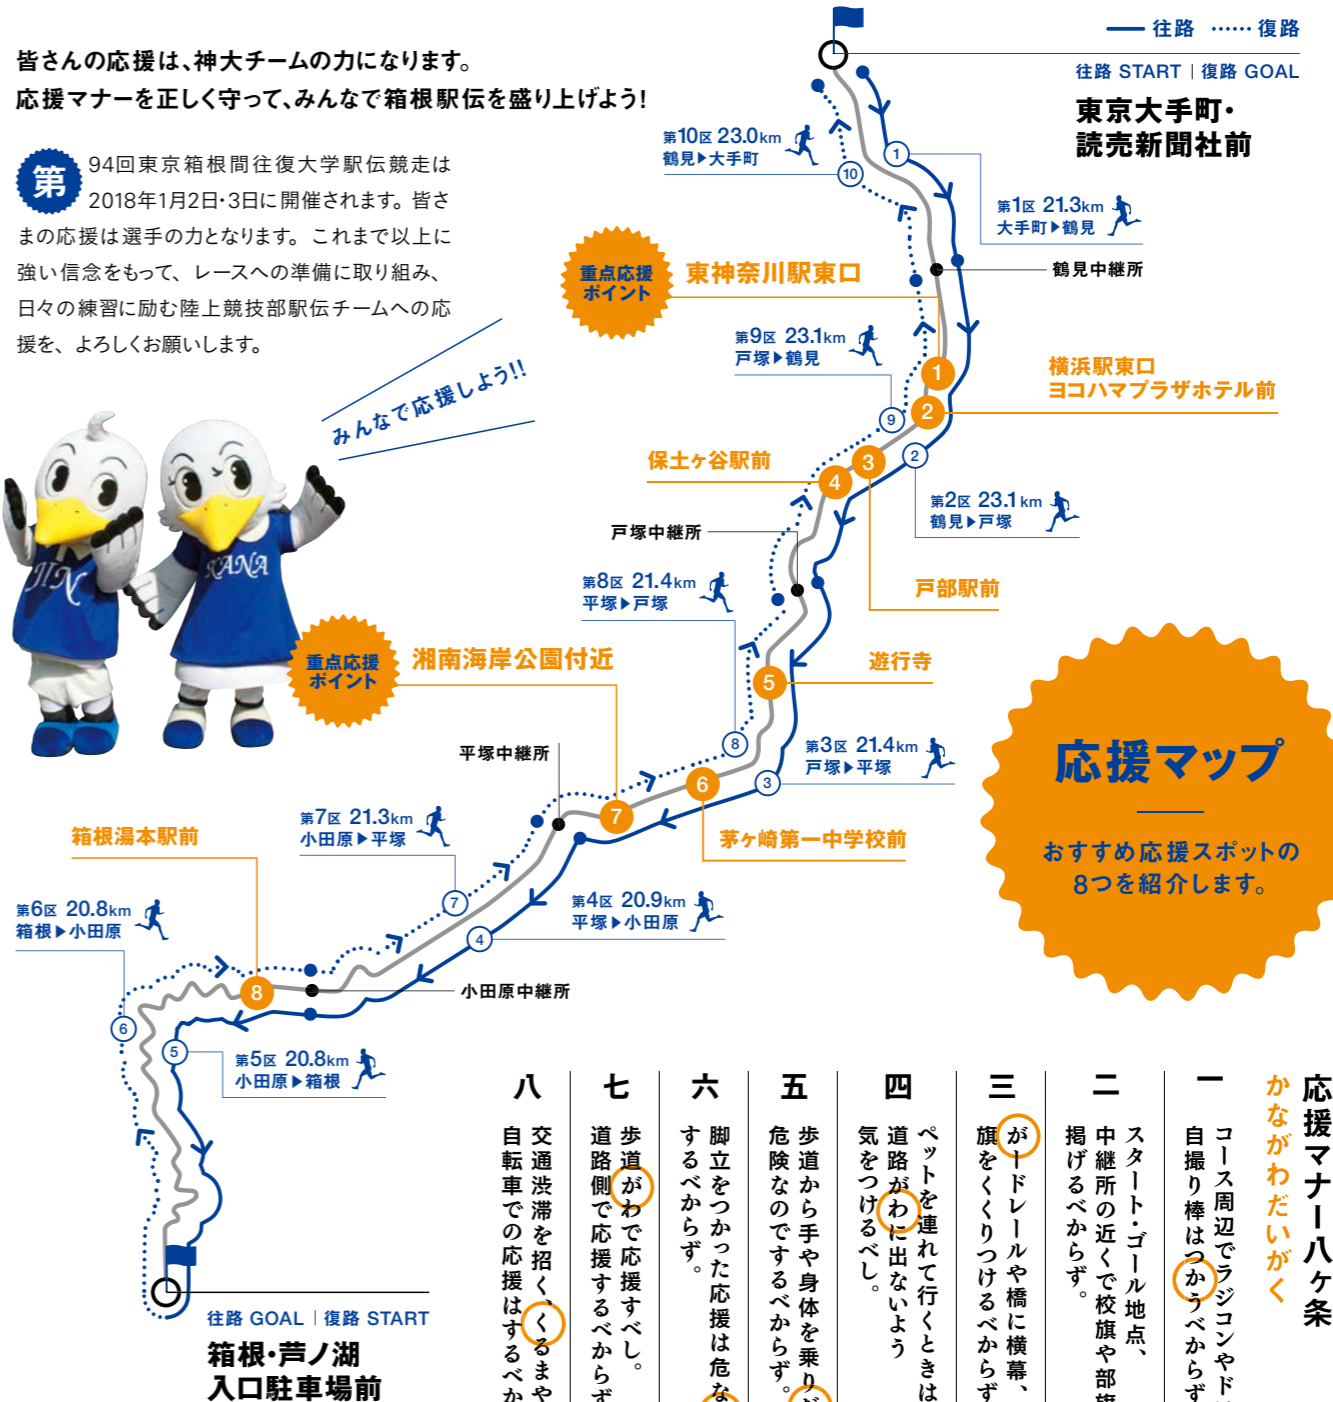 皆さんの応援は、神大チームの力になります。
応援マナーを正しく守って、みんなで箱根駅伝を盛り上げよう!
第94回東京箱根間往復大学駅伝競走は
2018年1月2日・3日に開催されます。皆さ
まの応援は選手の力となります。これまで以上に
強い信念をもって、レースへの準備に取り組み、
日々の練習に励む陸上競技部駅伝チームへの応
援を、よろしくお願いします。
みんなで応援しよう!!
JIN
KANA
往路 復路
往路 START | 復路 GOAL
東京大手町・
読売新聞社前
第10区 23.0km
鶴見▶大手町
10
1
第1区 21.3km
大手町▶鶴見
鶴見中継所
重点応援
ポイント
東神奈川駅東口
第9区 23.1km
戸塚▶鶴見
1
横浜駅東口
ヨコハマプラザホテル前
2
9
2
第2区 23.1km
鶴見▶戸塚
保土ヶ谷駅前
3
4
戸部駅前
戸塚中継所
第8区 21.4km
平塚▶戸塚
重点応援
ポイント
湘南海岸公園付近
遊行寺
5
8
第3区 21.4km
戸塚▶平塚
3
平塚中継所
6
7
茅ヶ崎第一中学校前
第7区 21.3km
小田原▶平塚
7
第4区 20.9km
平塚▶小田原
4
箱根湯本駅前
第6区 20.8km
箱根▶小田原
8
小田原中継所
6
5
第5区 20.8km
小田原▶箱根
往路 GOAL | 復路 START
箱根・芦ノ湖
入口駐車場前
応援マップ
おすすめ応援スポットの
8つを紹介します。
応援マナー八ヶ条
かながわだいがく
一
コース周辺でラジコンやド
自撮り棒はつかうべからず
二
スタート・ゴール地点、
中継所の近くで校旗や部旗
掲げるべからず。
三
がードレールや橋に横幕、
旗をくくりつけるべからず
四
ペットを連れて行くときは
道路がわに出ないよう
気をつけるべし。
五
歩道から手や身体を乗りだ
危険なのでするべからず。
六
脚立をつかった応援は危な
するべからず。
七
歩道がわで応援すべし。
道路側で応援するべからず
八
交通渋滞を招く、くるまや
自転車での応援はするべか